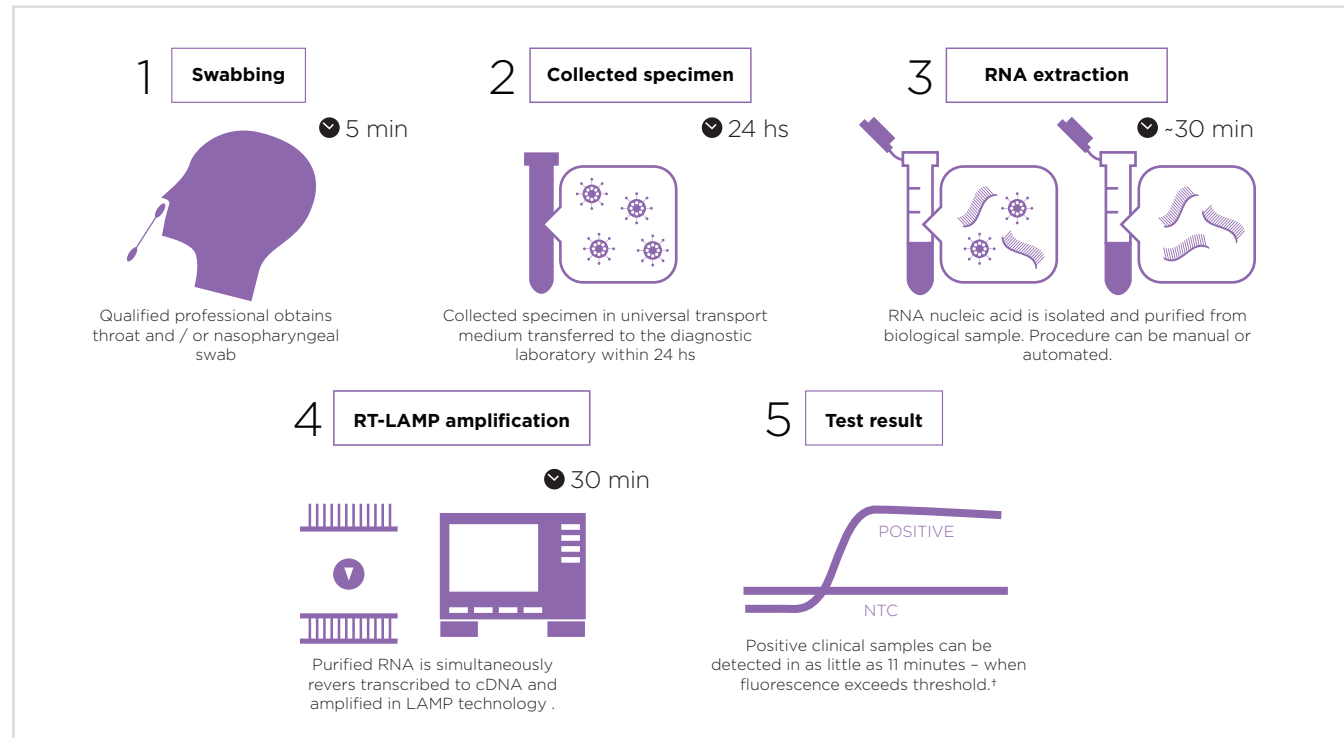 1 Swabbing
5 min
Qualified professional obtains
throat and / or nasopharyngeal
swab
2 Collected specimen
24 hs
Collected specimen in universal transport
medium transferred to the diagnostic
laboratory within 24 hs
3 RNA extraction
~30 min
RNA nucleic acid is isolated and purified from
biological sample. Procedure can be manual or
automated.
4 RT-LAMP amplification
30 min
Purified RNA is simultaneously
revers transcribed to cDNA and
amplified in LAMP technology .
5 Test result
POSITIVE
NTC
Positive clinical samples can be
detected in as little as 11 minutes – when
fluorescence exceeds threshold.†